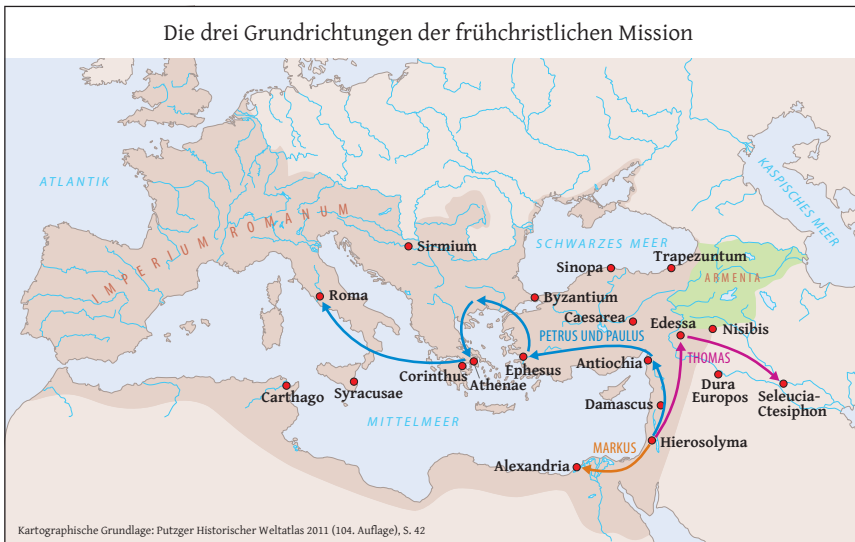 Die drei Grundrichtungen der frühchristlichen Mission
ATLANTIK
IMPERIUM ROMANUM
KASPISCHES MEER
Sirmium
SCHWARZES MEER
Sinopa
Trapezuntum
ARMENIA
Roma
Byzantium
Caesarea
Edessa
Nisibis
PETRUS UND PAULUS
THOMAS
Corinthus
Athenae
Ephesus
Antiochia
Carthago
Syracusae
Dura
Europos
Seleucia-
Ctesiphon
Damascus
MITTELMEER
MARKUS
Hierosolyma
Alexandria
Kartographische Grundlage: Putzger Historischer Weltatlas 2011 (104. Auflage), S. 42